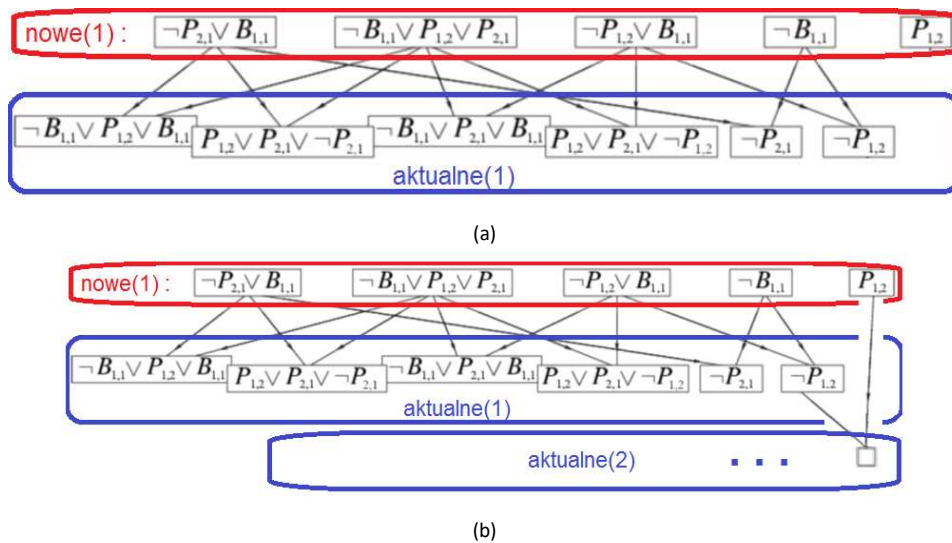 nowe(1) : ¬P2,1 ∨ B1,1 ¬B1,1 ∨ P1,2 ∨ P2,1 ¬P1,2 ∨ B1,1 ¬B1,1 P1,2
¬B1,1 ∨ P1,2 ∨ B1,1 P1,2 ∨ P2,1 ∨ ¬P2,1 ¬B1,1 ∨ P2,1 ∨ B1,1 P1,2 ∨ P2,1 ∨ ¬P1,2 ¬P2,1 ¬P1,2
aktualne(1)
(a)
nowe(1) : ¬P2,1 ∨ B1,1 ¬B1,1 ∨ P1,2 ∨ P2,1 ¬P1,2 ∨ B1,1 ¬B1,1 P1,2
¬B1,1 ∨ P1,2 ∨ B1,1 P1,2 ∨ P2,1 ∨ ¬P2,1 ¬B1,1 ∨ P2,1 ∨ B1,1 P1,2 ∨ P2,1 ∨ ¬P1,2 ¬P2,1 ¬P1,2
aktualne(1)
aktualne(2) ...
(b)